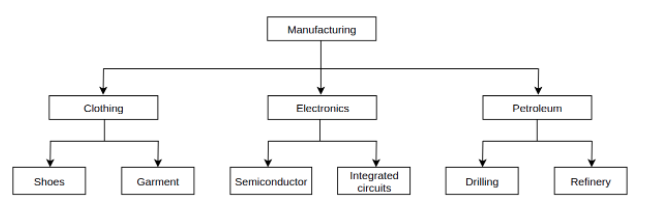 Manufacturing
Clothing
Electronics
Petroleum
Shoes
Garment
Semiconductor
Integrated
circuits
Drilling
Refinery